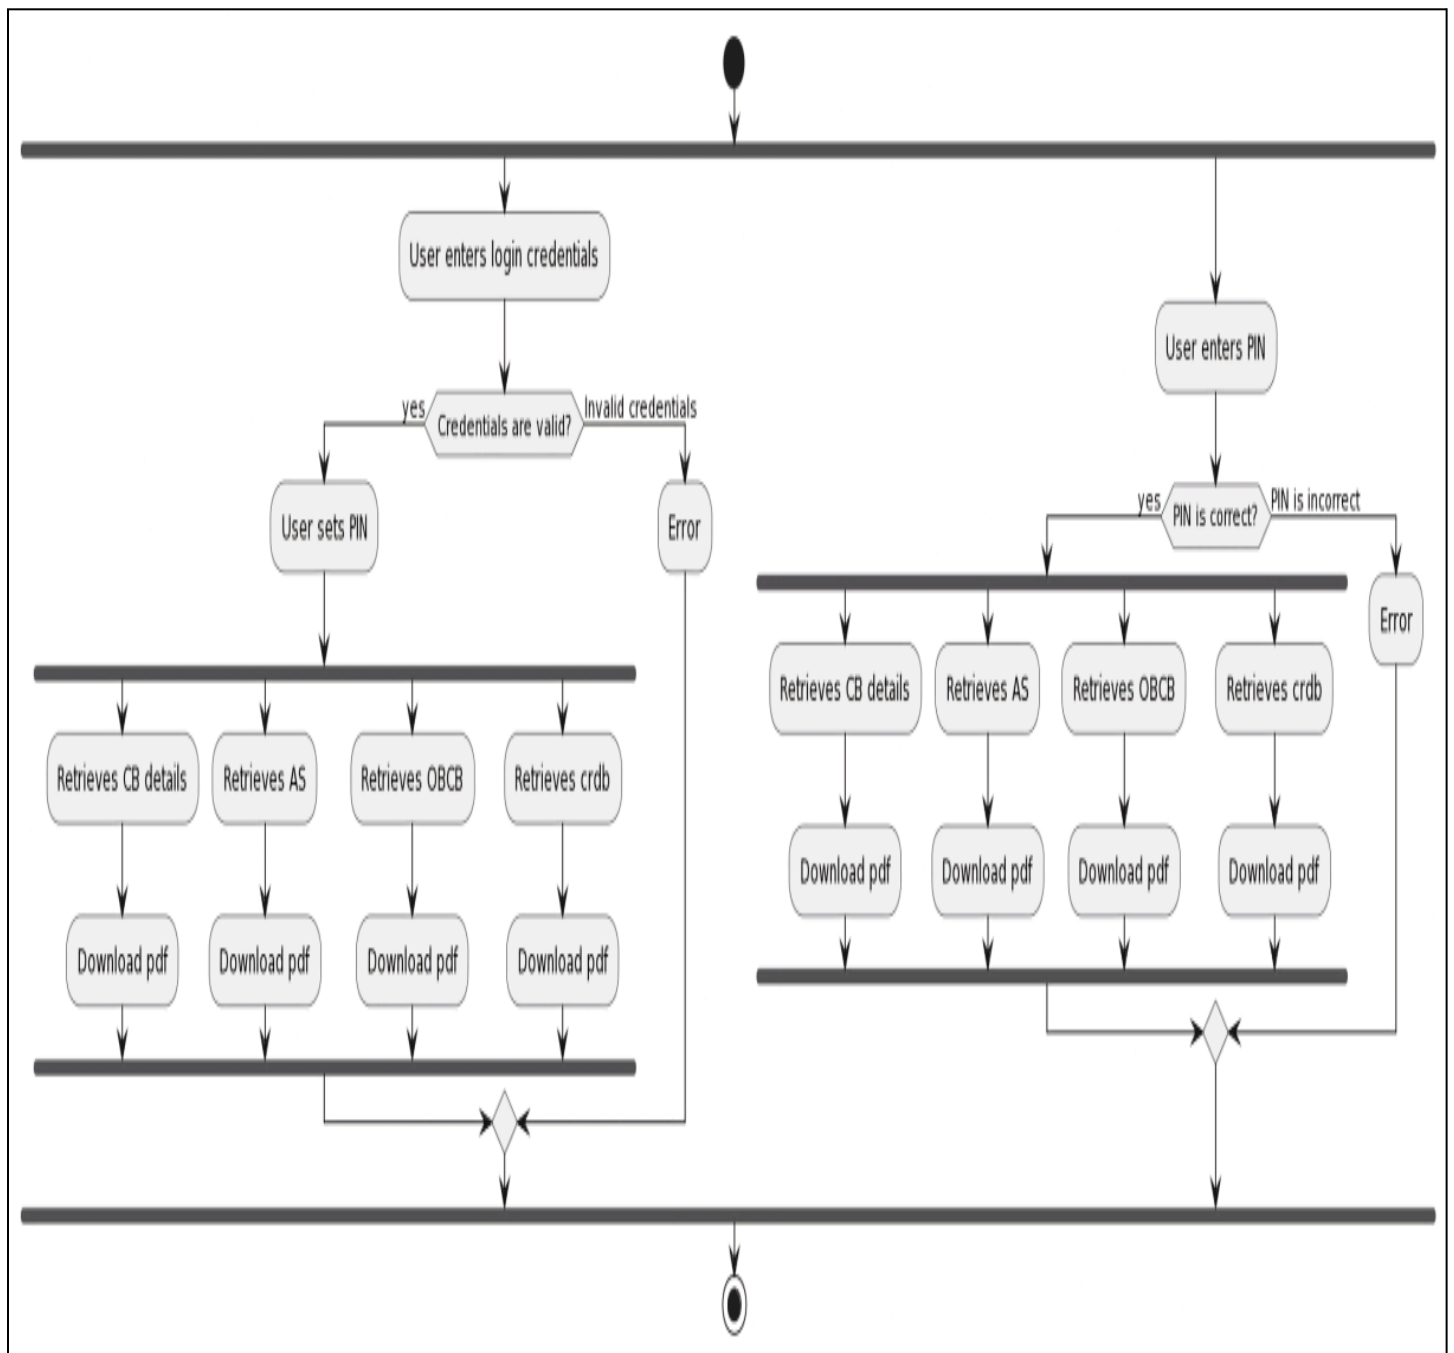 User enters login credentials
User enters PIN
yes
Credentials are valid?
Invalid credentials
yes
PIN is correct?
PIN is incorrect
User sets PIN
Error
Error
Retrieves CB details
Retrieves AS
Retrieves OBCB
Retrieves crdb
Retrieves CB details
Retrieves AS
Retrieves OBCB
Retrieves crdb
Download pdf
Download pdf
Download pdf
Download pdf
Download pdf
Download pdf
Download pdf
Download pdf